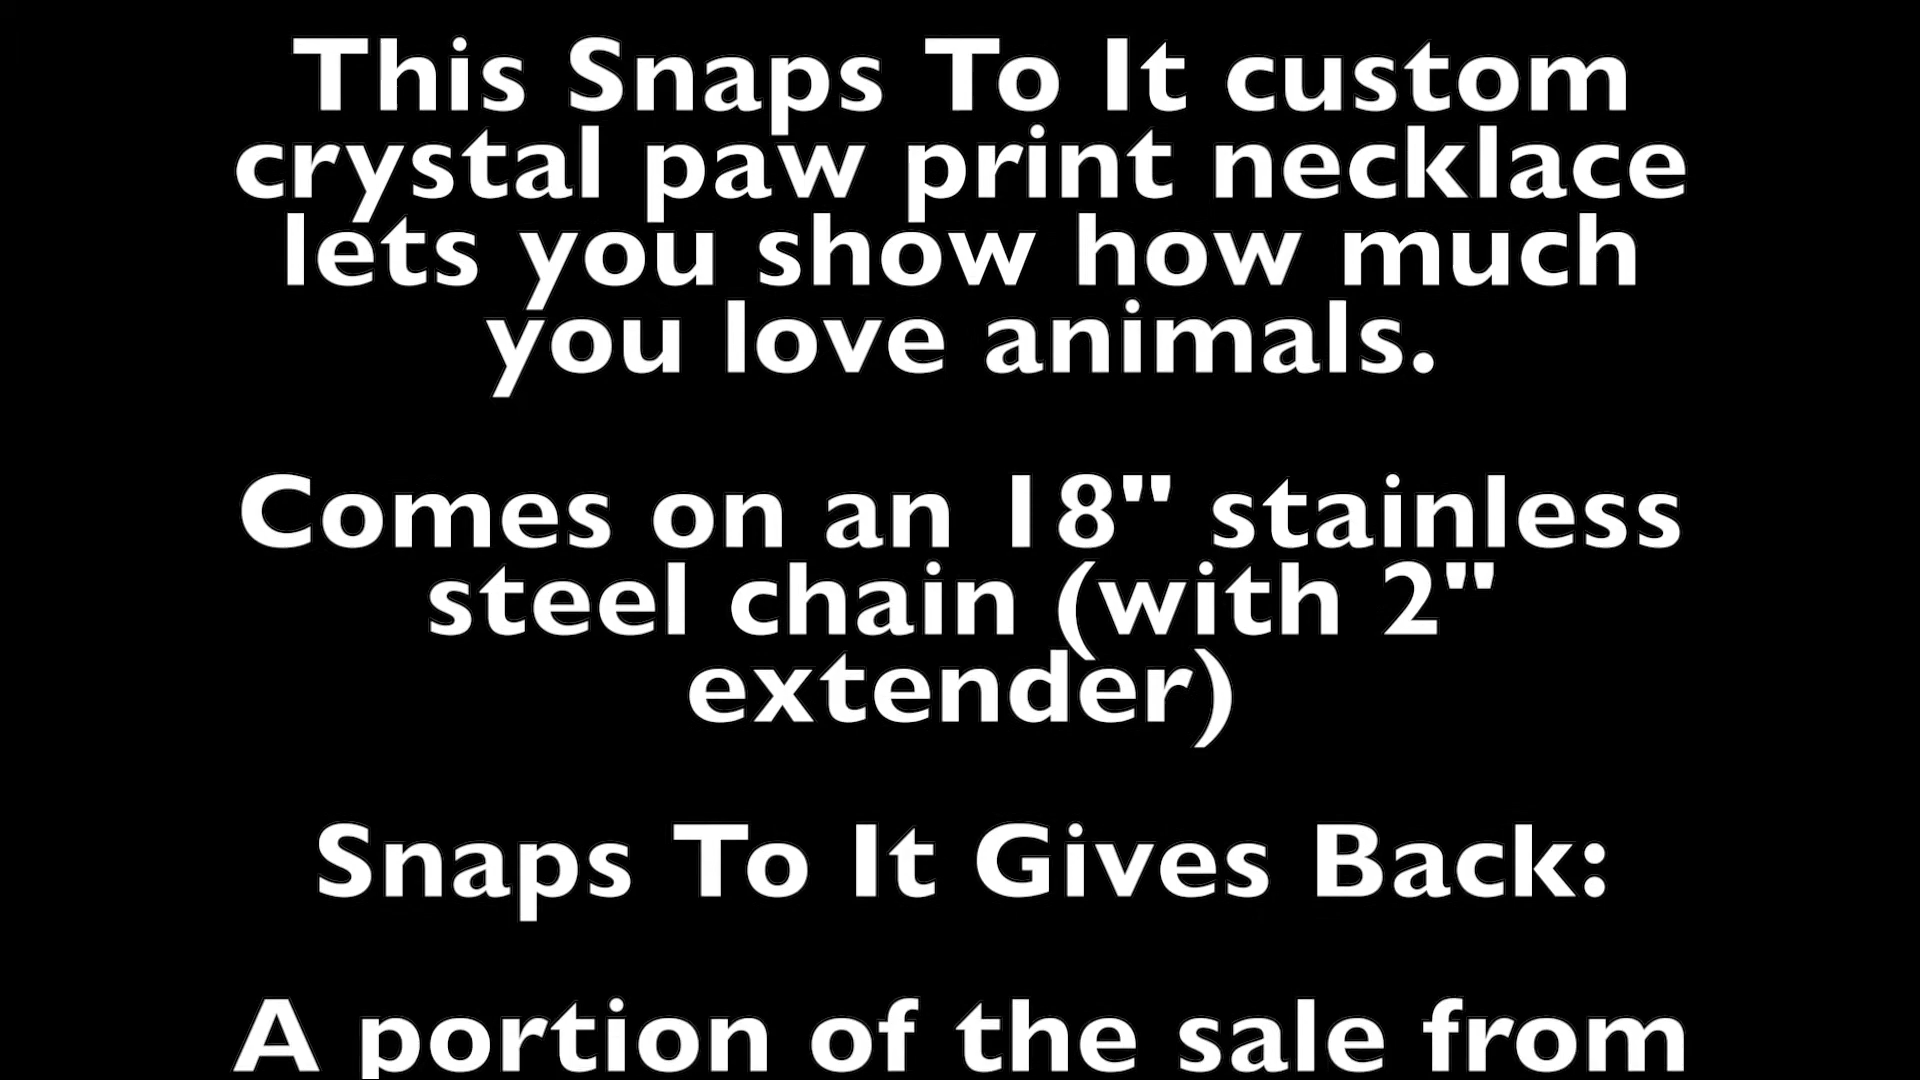 This Snaps To It custom
crystal paw print necklace
lets you show how much
you love animals.
Comes on an 18" stainless
steel chain (with 2"
extender)
Snaps To It Gives Back:
A portion of the sale from